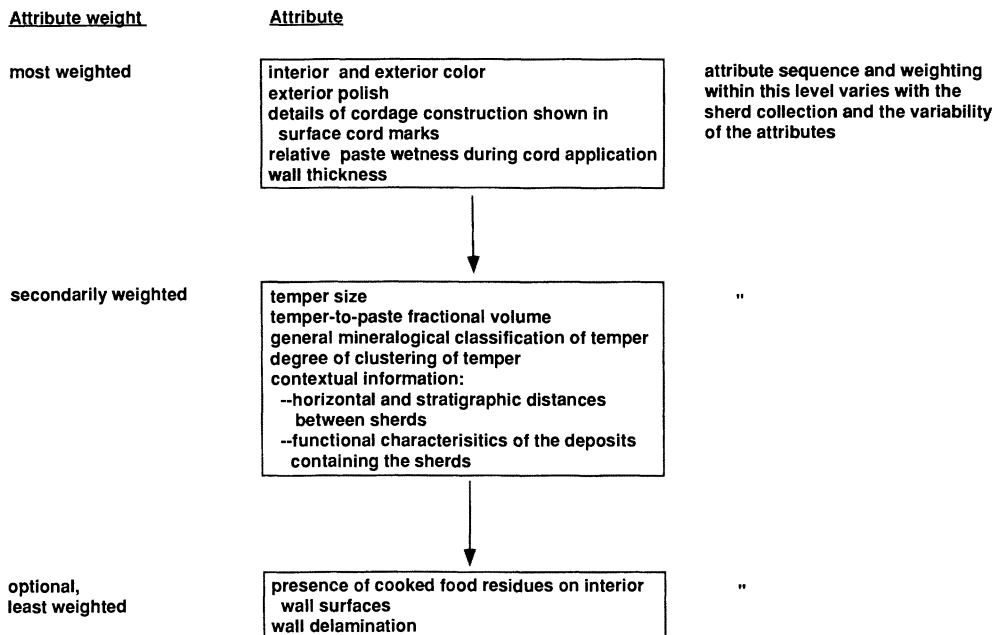 Attribute weight Attribute
most weighted
interior and exterior color
exterior polish
details of cordage construction shown in
surface cord marks
relative paste wetness during cord application
wall thickness
attribute sequence and weighting
within this level varies with the
sherd collection and the variability
of the attributes
secondarily weighted
temper size
temper-to-paste fractional volume
general mineralogical classification of temper
degree of clustering of temper
contextual information:
--horizontal and stratigraphic distances
between sherds
--functional characterisitics of the deposits
containing the sherds
"
optional,
least weighted
presence of cooked food residues on interior
wall surfaces
wall delamination
"